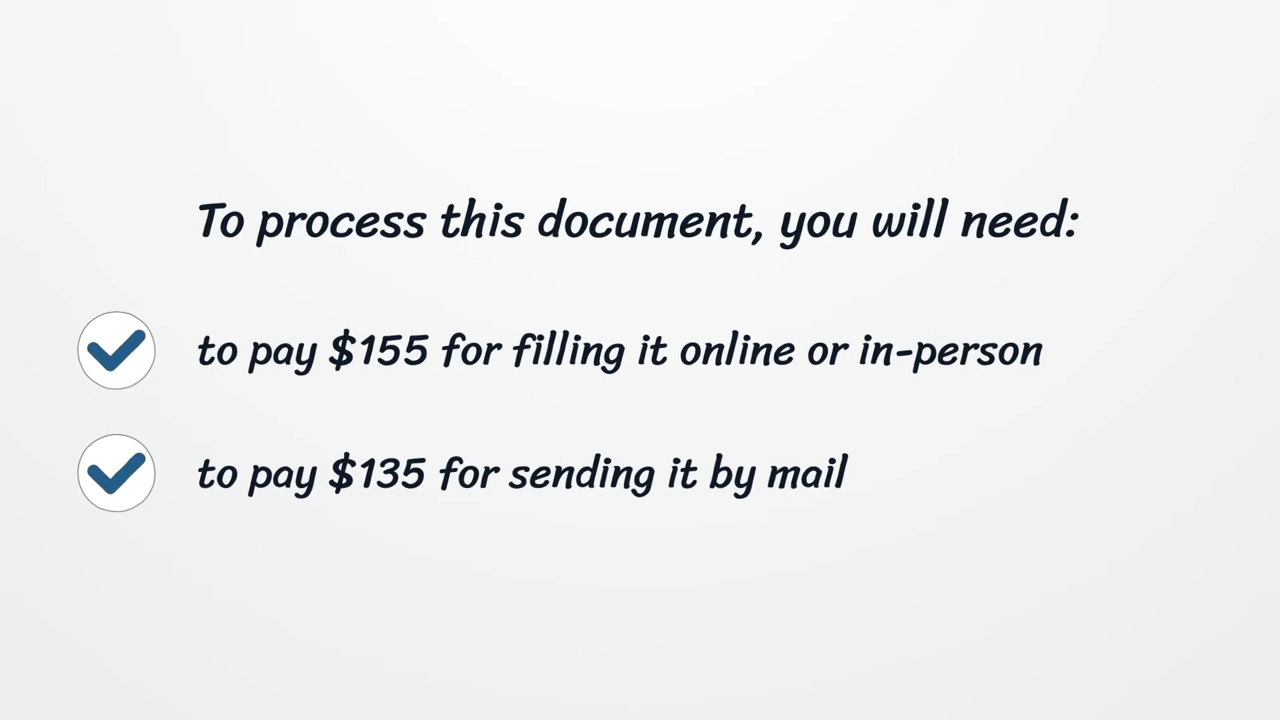 To process this document, you will need:
to pay $155 for filling it online or in-person
to pay $135 for sending it by mail